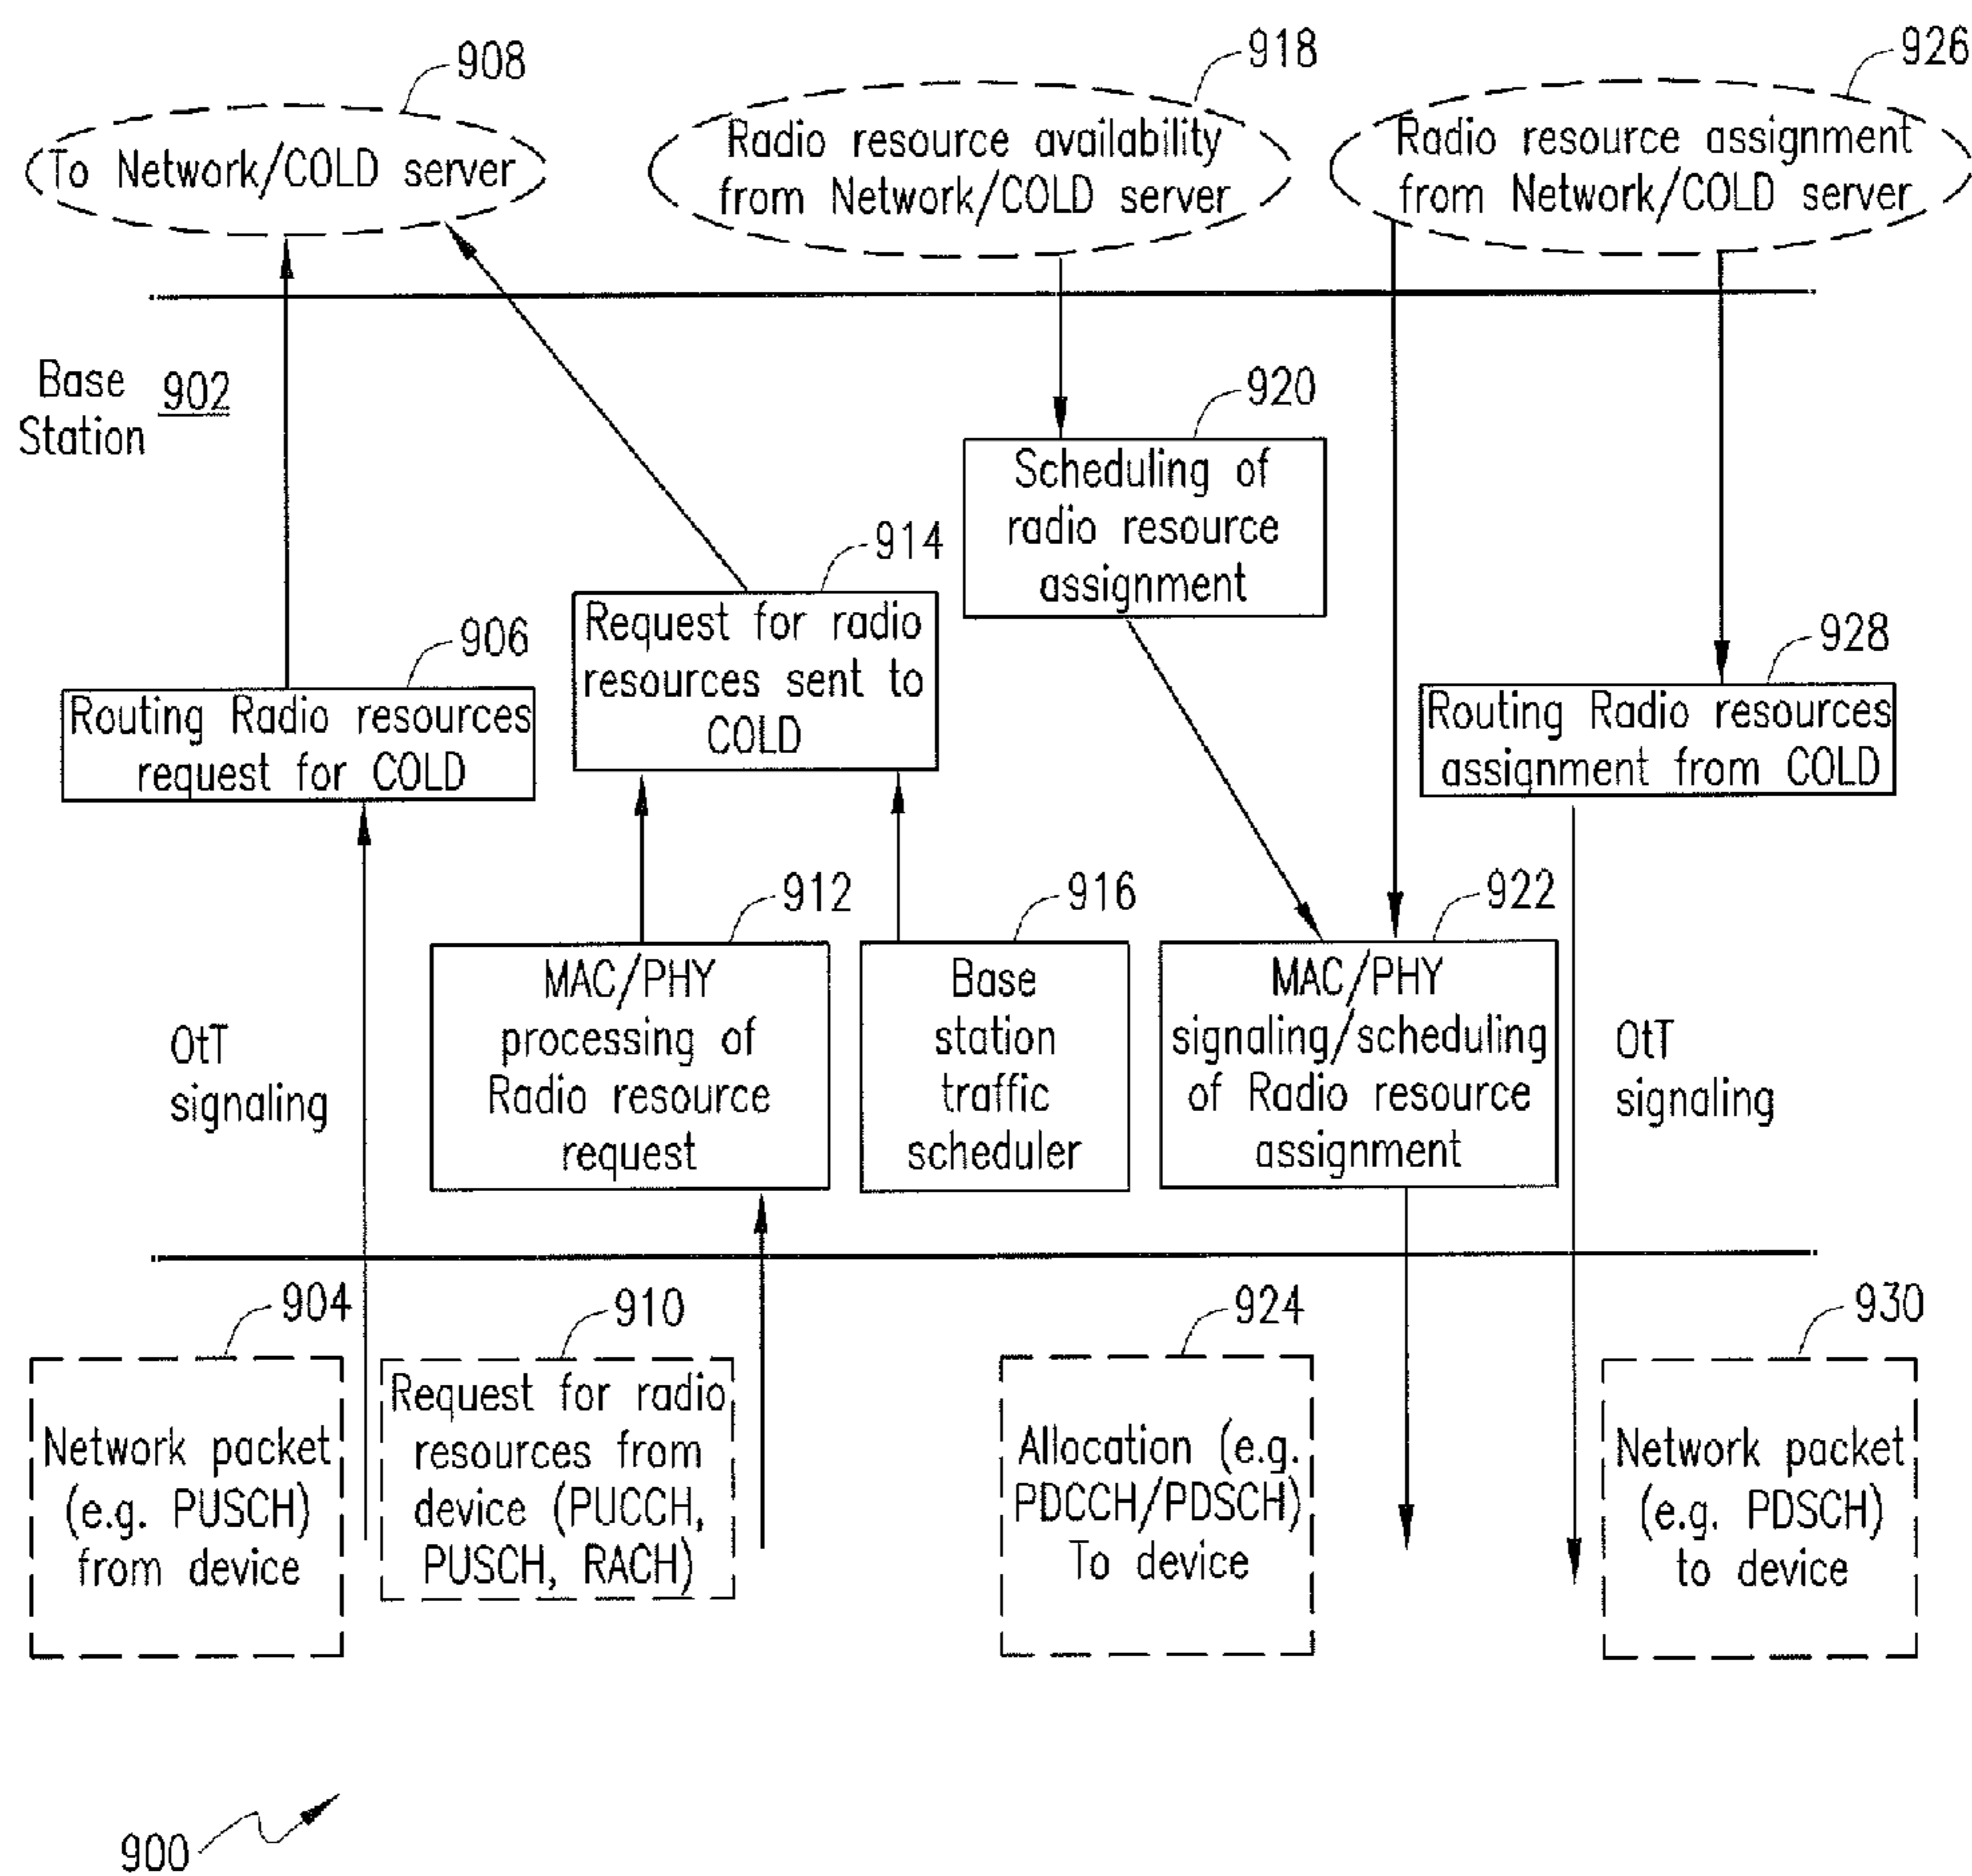 908
To Network/COLD server
918
Radio resource availability
from Network/COLD server
926
Radio resource assignment
from Network/COLD server
Base
Station
902
920
Scheduling of
radio resource
assignment
914
Request for radio
resources sent to
COLD
906
Routing Radio resources
request for COLD
928
Routing Radio resources
assignment from COLD
OtT
signaling
912
MAC/PHY
processing of
Radio resource
request
916
Base
station
traffic
scheduler
922
MAC/PHY
signaling/scheduling
of Radio resource
assignment
OtT
signaling
904
Network packet
(e.g. PUSCH)
from device
910
Request for radio
resources from
device (PUCCH,
PUSCH, RACH)
924
Allocation (e.g.
PDCCH/PDSCH)
To device
930
Network packet
(e.g. PDSCH)
to device
900